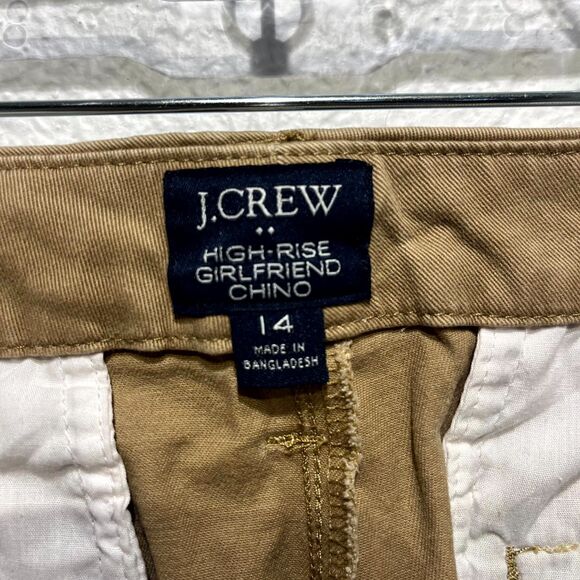 J.CREW
HIGH-RISE
GIRLFRIEND
CHINO
14
MADE IN
BANGLADESH